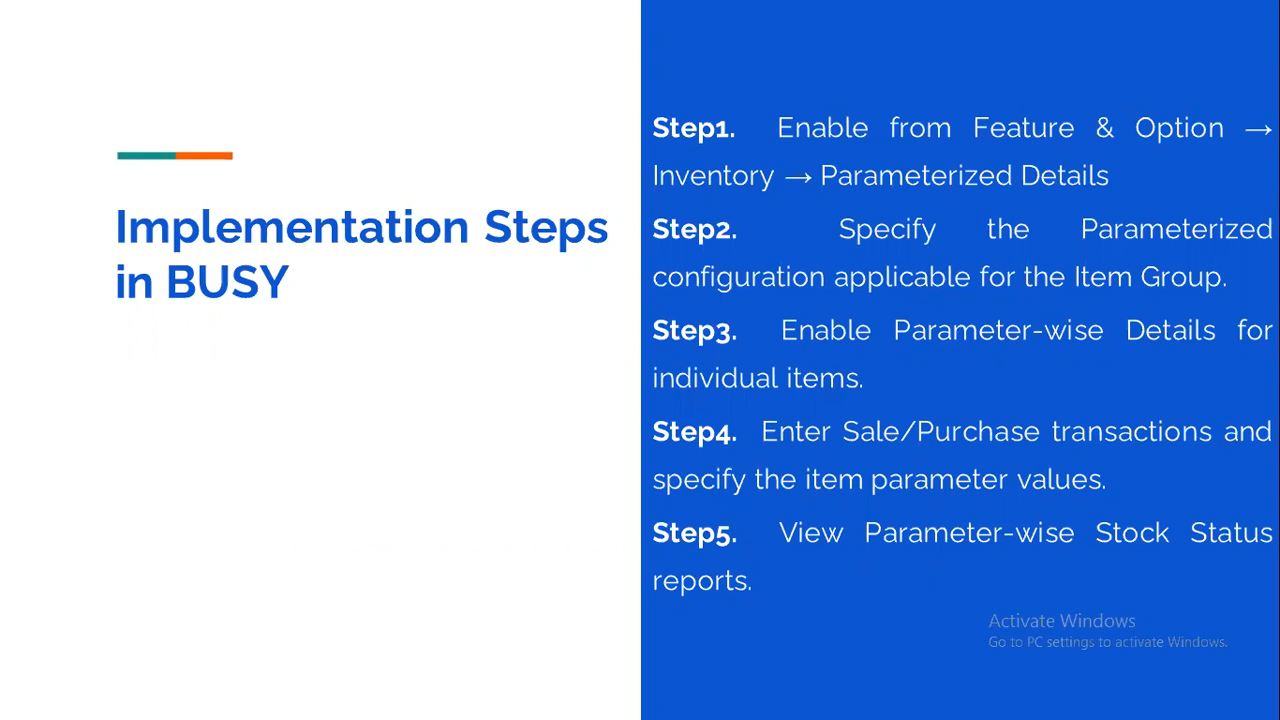 Implementation Steps
in BUSY
Step1. Enable from Feature & Option →
Inventory → Parameterized Details
Step2. Specify the Parameterized
configuration applicable for the Item Group.
Step3. Enable Parameter-wise Details for
individual items.
Step4. Enter Sale/Purchase transactions and
specify the item parameter values.
Step5. View Parameter-wise Stock Status
reports.
Activate Windows
Go to PC settings to activate Windows.